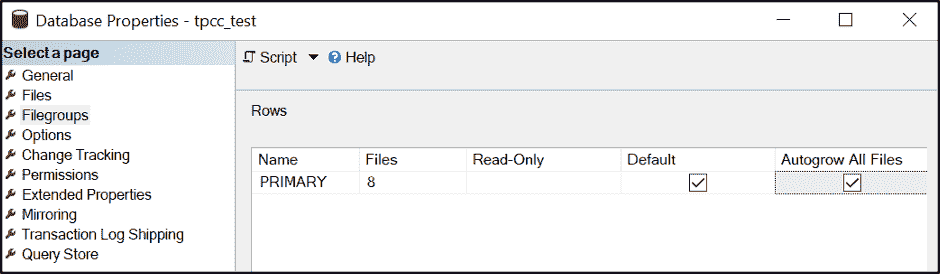 Database Properties - tpcc_test
Select a page
General
Files
Filegroups
Options
Change Tracking
Permissions
Extended Properties
Mirroring
Transaction Log Shipping
Query Store
Script Help
Rows
Name Files Read-Only Default Autogrow All Files
PRIMARY 8